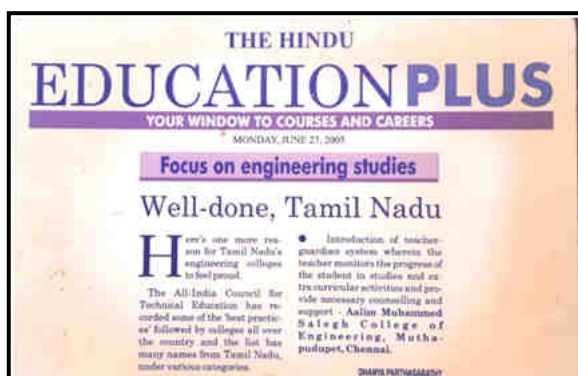 THE HINDU
EDUCATIONPLUS
YOUR WINDOW TO COURSES AND CAREERS
MONDAY, JUNE 27, 2005
Focus on engineering studies
Well-done, Tamil Nadu
Here's one more rea-
son for Tamil Nadu's
engineering colleges
to feel proud.
The All-India Council for
Technical Education has re-
corded some of the 'best practic-
es' followed by colleges all over
the country and the list has
many names from Tamil Nadu,
under various categories.
● Introduction of teacher-
guardian system wherein the
teacher monitors the progress of
the student in studies and ex-
tra curricular activities and pro-
vide necessary counselling and
support - Aalim Muhammed
Salegh College of
Engineering, Mutha-
pudupet, Chennai.
DHANYA PARTHASARATHY